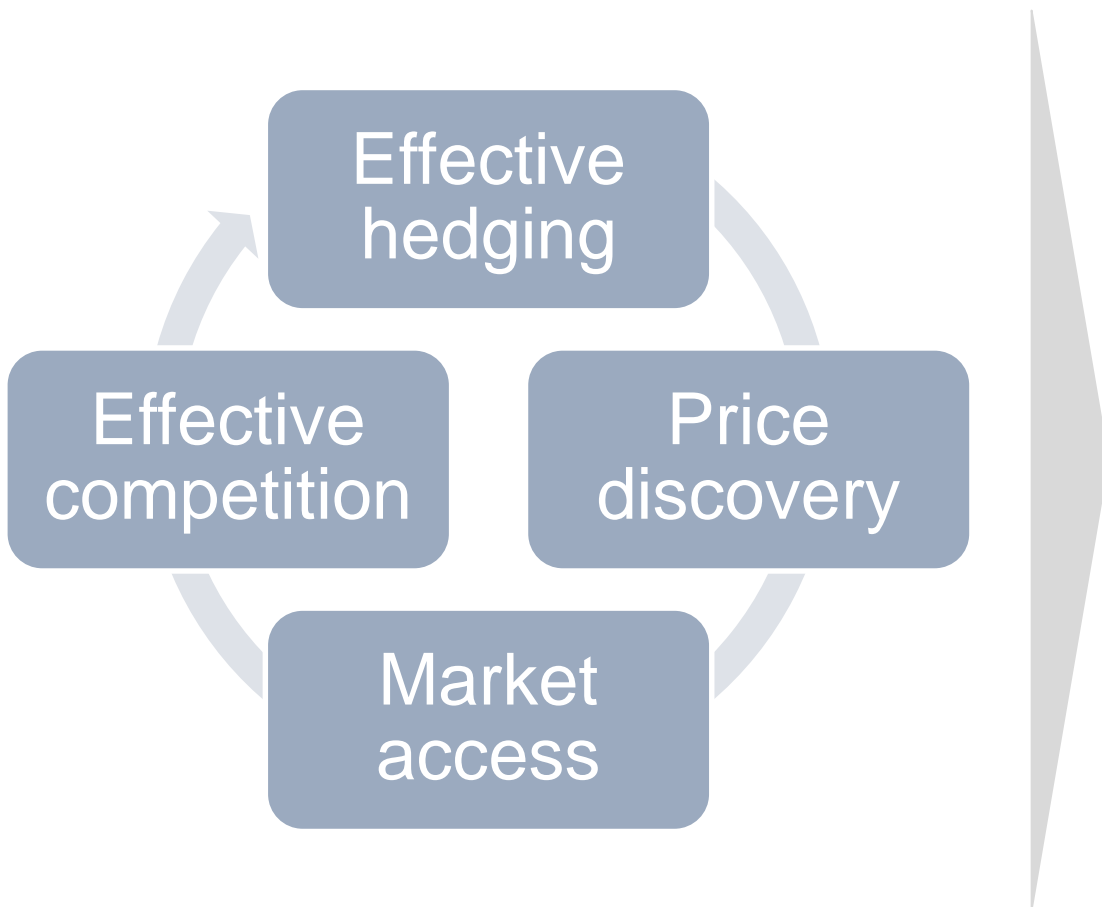 Effective
hedging
Effective
competition
Price
discovery
Market
access